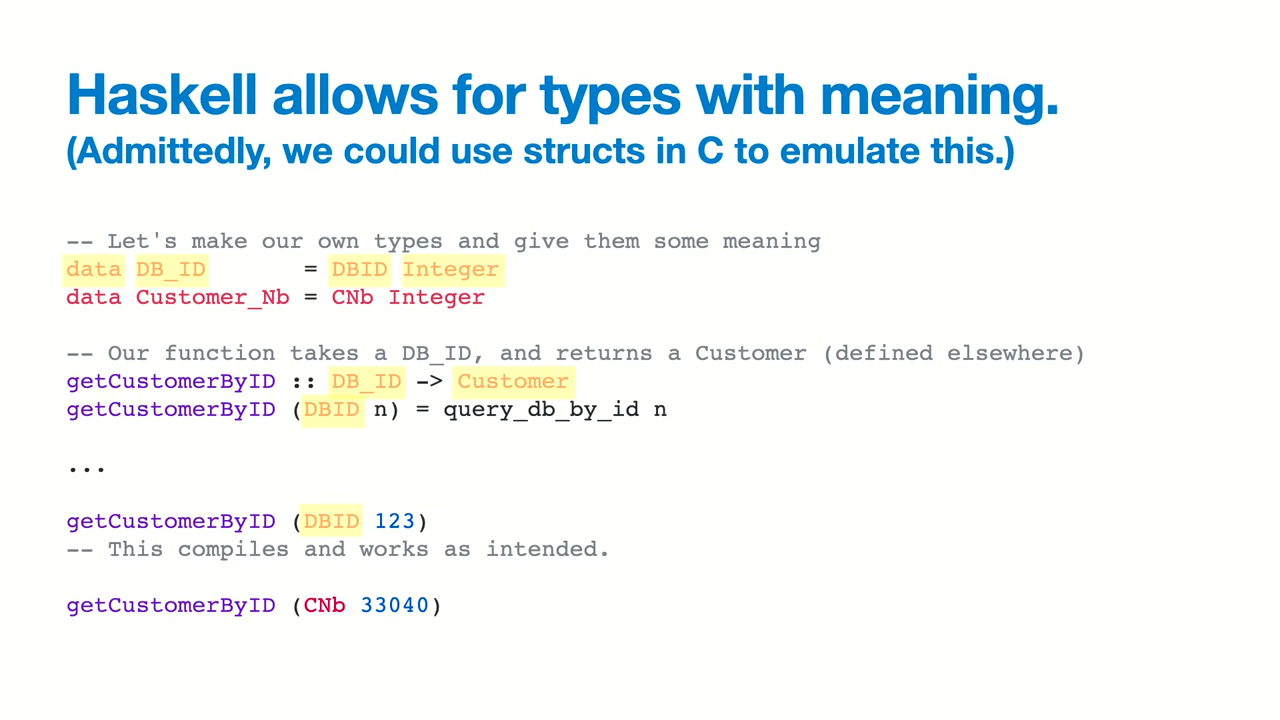 Haskell allows for types with meaning.
(Admittedly, we could use structs in C to emulate this.)
-- Let's make our own types and give them some meaning
data DB_ID       = DBID Integer
data Customer_Nb = CNb Integer
-- Our function takes a DB_ID, and returns a Customer (defined elsewhere)
getCustomerByID :: DB_ID -> Customer
getCustomerByID (DBID n) = query_db_by_id n
...
getCustomerByID (DBID 123)
-- This compiles and works as intended.
getCustomerByID (CNb 33040)